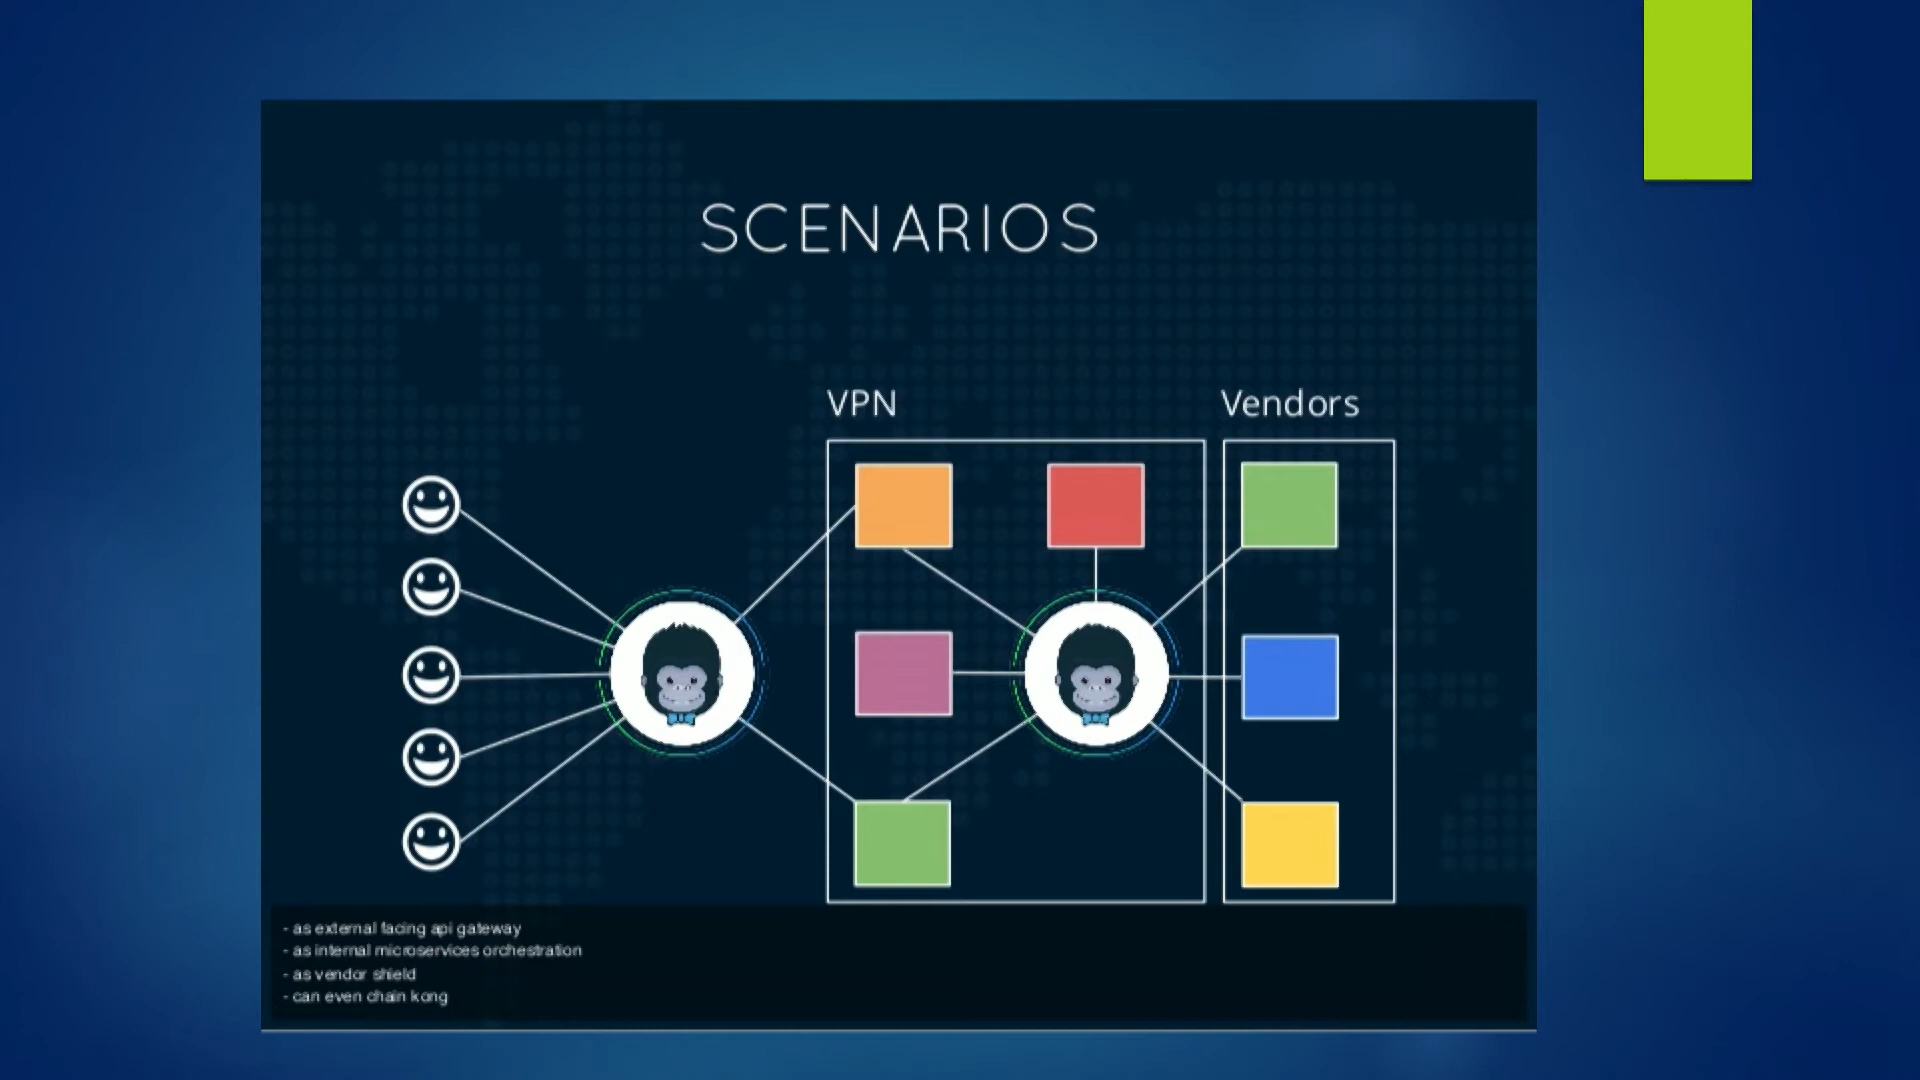 SCENARIOS
VPN
Vendors
- as external facing api gateway
- as internal microservices orchestration
- as vendor shield
- can even chain kong